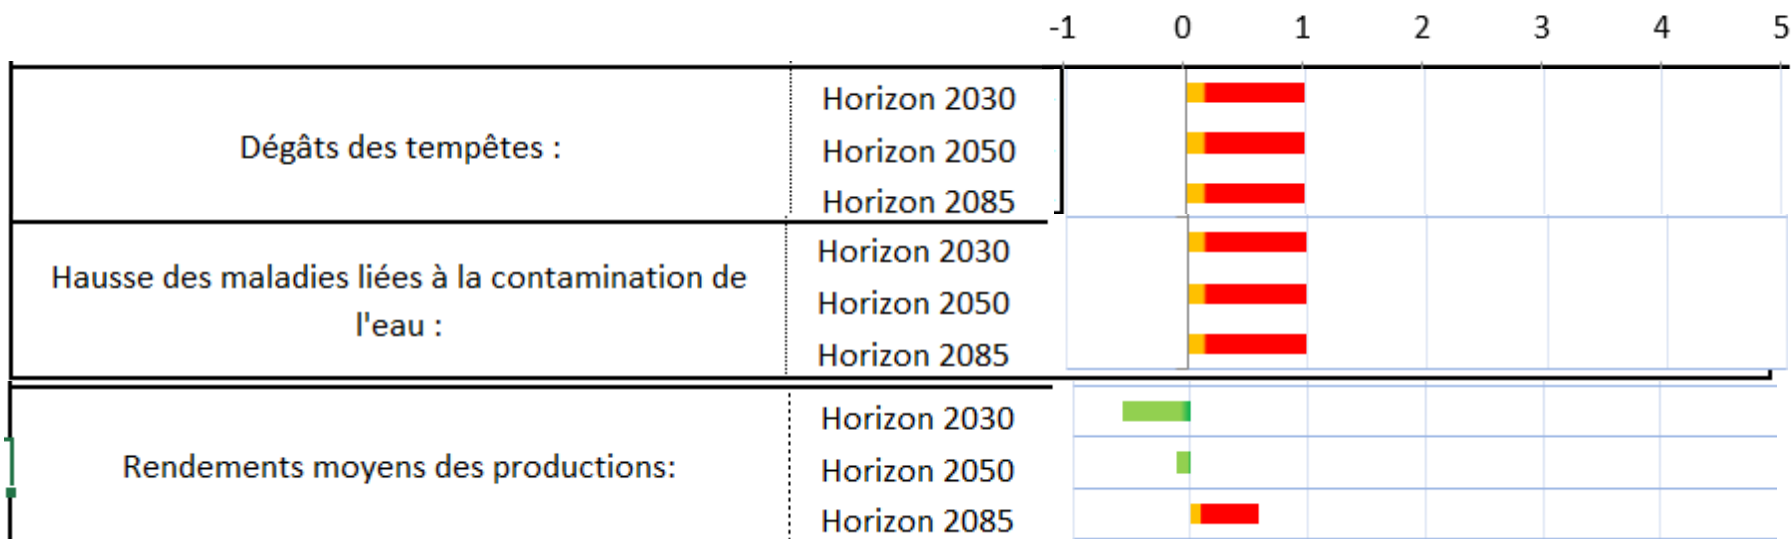 -1 0 1 2 3 4 5
Dégâts des tempêtes :
Horizon 2030
Horizon 2050
Horizon 2085
Hausse des maladies liées à la contamination de
l'eau :
Horizon 2030
Horizon 2050
Horizon 2085
Rendements moyens des productions:
Horizon 2030
Horizon 2050
Horizon 2085